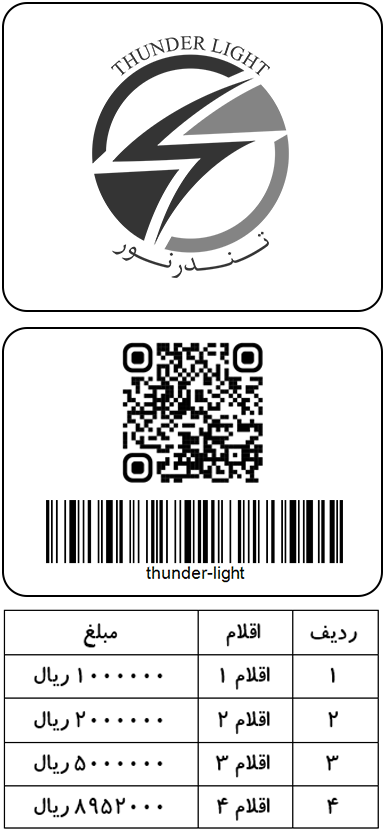 THUNDER LIGHT
تندرنور
thunder-light
ردیف اقلام مبلغ
۱ اقلام ۱ ۱۰۰۰۰۰۰ ریال
۲ اقلام ۲ ۲۰۰۰۰۰۰ ریال
۳ اقلام ۳ ۵۰۰۰۰۰۰ ریال
۴ اقلام ۴ ۸۹۵۲۰۰۰ ریال